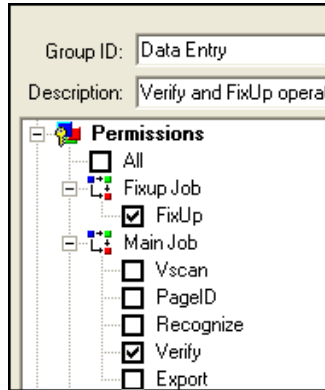 Group ID: Data Entry
Description: Verify and FixUp opera
Permissions
All
Fixup Job
FixUp
Main Job
Vscan
PageID
Recognize
Verify
Export